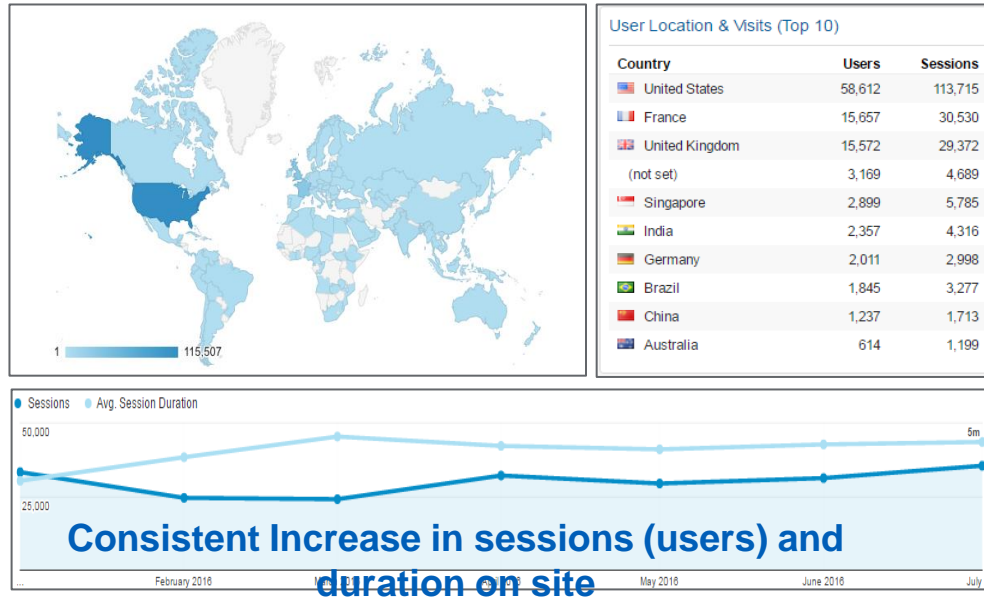 1 115,507
User Location & Visits (Top 10)
Country Users Sessions
United States 58,612 113,715
France 15,657 30,530
United Kingdom 15,572 29,372
(not set) 3,169 4,689
Singapore 2,899 5,785
India 2,357 4,316
Germany 2,011 2,998
Brazil 1,845 3,277
China 1,237 1,713
Australia 614 1,199
Sessions Avg. Session Duration
50,000 5m
25,000
Consistent Increase in sessions (users) and
duration on site
... February 2016 May 2016 June 2016 July